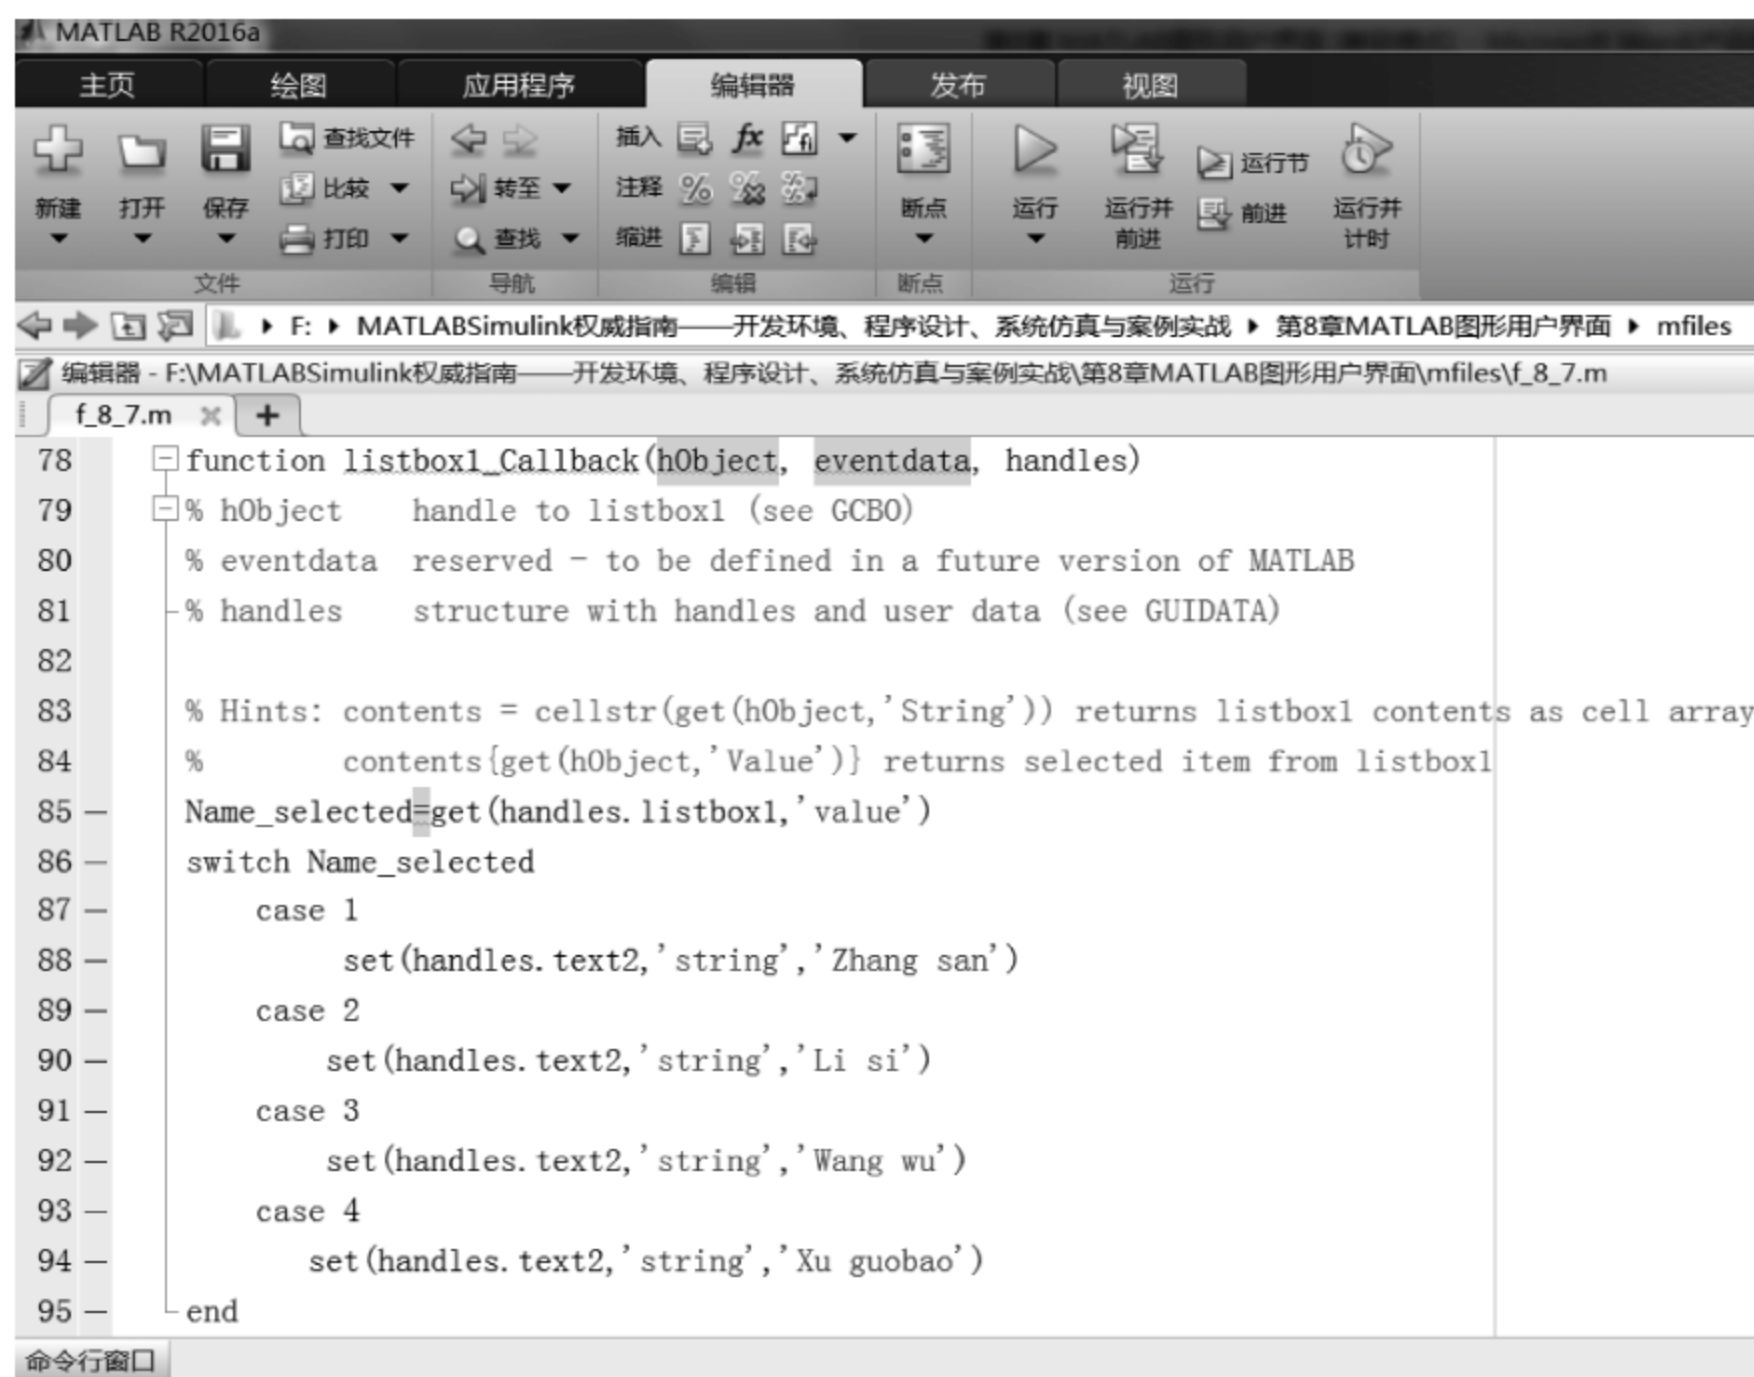 MATLAB R2016a
主页 绘图 应用程序 编辑器 发布 视图
新建 打开 保存 查找文件 比较 打印
转至 查找
插入 fx fi
注释 % % %
缩进
断点 运行 运行并前进 运行节 前进 运行并计时
文件 导航 编辑 断点 运行
F: MATLABSimulink权威指南——开发环境、程序设计、系统仿真与案例实战 第8章MATLAB图形用户界面 mfiles
编辑器 - F:\MATLABSimulink权威指南——开发环境、程序设计、系统仿真与案例实战\第8章MATLAB图形用户界面\mfiles\f_8_7.m
f_8_7.m
78 function listbox1_Callback(hObject, eventdata, handles)
79 % hObject    handle to listbox1 (see GCBO)
80 % eventdata  reserved - to be defined in a future version of MATLAB
81 % handles    structure with handles and user data (see GUIDATA)
82
83 % Hints: contents = cellstr(get(hObject,'String')) returns listbox1 contents as cell array
84 %        contents{get(hObject,'Value')} returns selected item from listbox1
85 — Name_selected=get(handles.listbox1,'value')
86 — switch Name_selected
87 — case 1
88 — set(handles.text2,'string','Zhang san')
89 — case 2
90 — set(handles.text2,'string','Li si')
91 — case 3
92 — set(handles.text2,'string','Wang wu')
93 — case 4
94 — set(handles.text2,'string','Xu guobao')
95 — end
命令行窗口